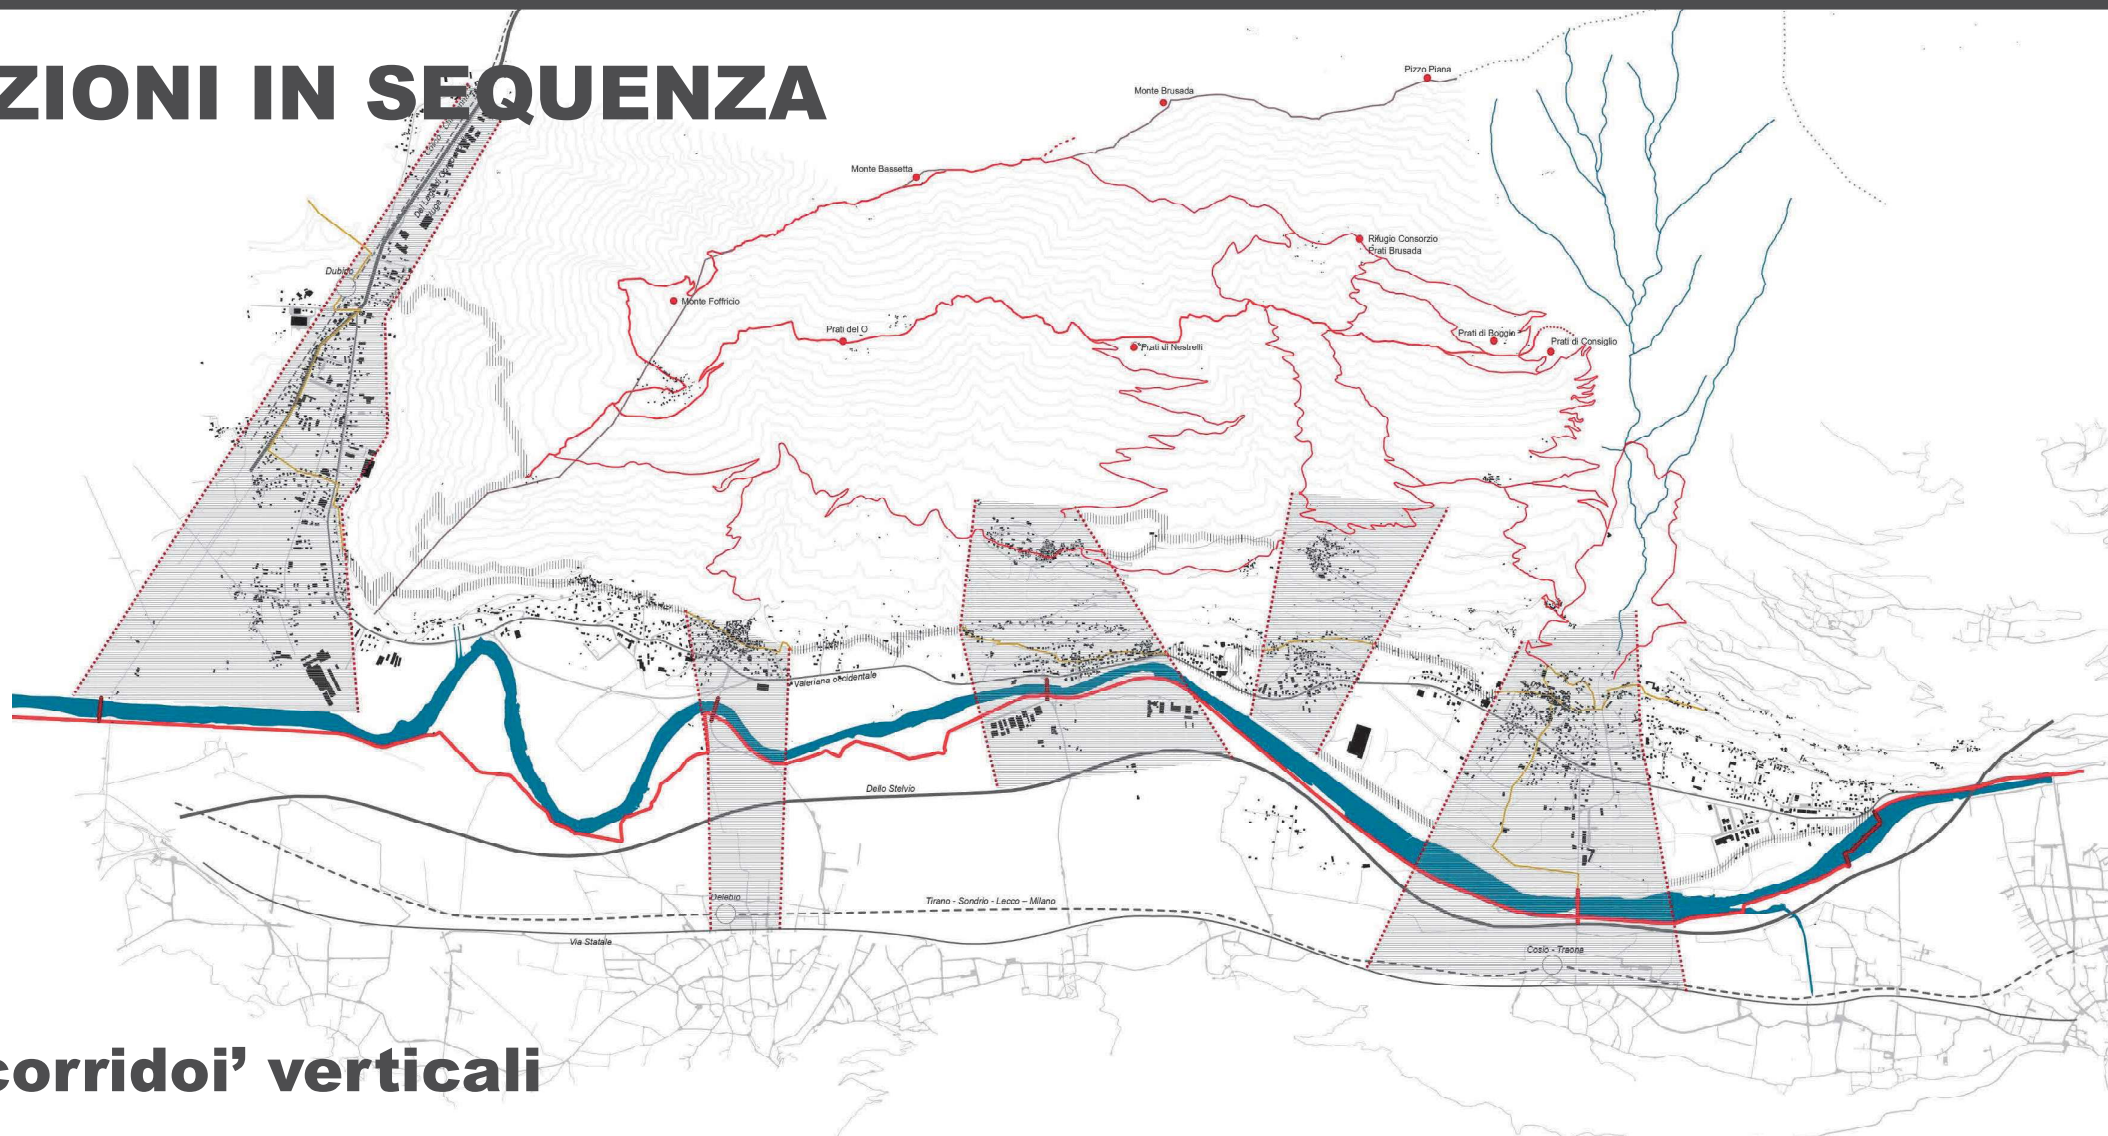 ZIONI IN SEQUENZA
Pizzo Piana
Monte Brusada
Monte Bassetta
Rifugio Consorzio
Prati Brusada
Dubino
Monte Foffricio
Prati del O
Prati di Nestrelli
Prati di Boggio
Prati di Consiglio
Valeriana occidentale
Dello Stelvio
Delebio
Tirano - Sondrio - Lecco – Milano
Via Statale
Cosio - Traona
corridoi’ verticali